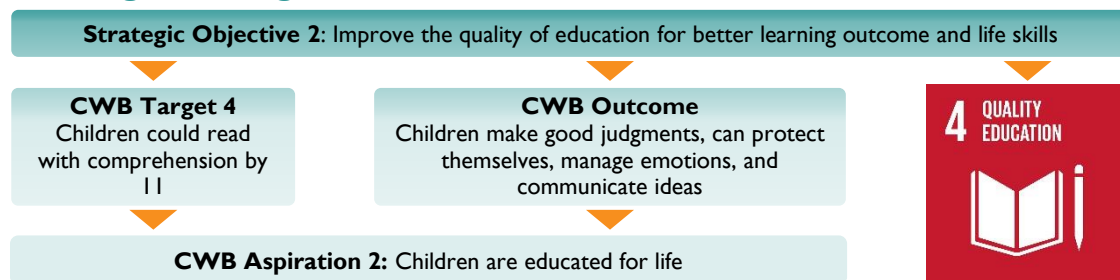 Strategic Objective 2: Improve the quality of education for better learning outcome and life skills
CWB Target 4
Children could read
with comprehension by
11
CWB Outcome
Children make good judgments, can protect
themselves, manage emotions, and
communicate ideas
4 QUALITY
EDUCATION
CWB Aspiration 2: Children are educated for life